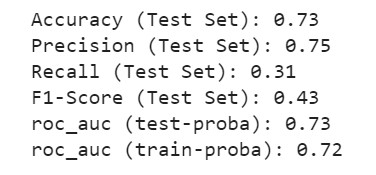 Accuracy (Test Set): 0.73
Precision (Test Set): 0.75
Recall (Test Set): 0.31
F1-Score (Test Set): 0.43
roc_auc (test-proba): 0.73
roc_auc (train-proba): 0.72